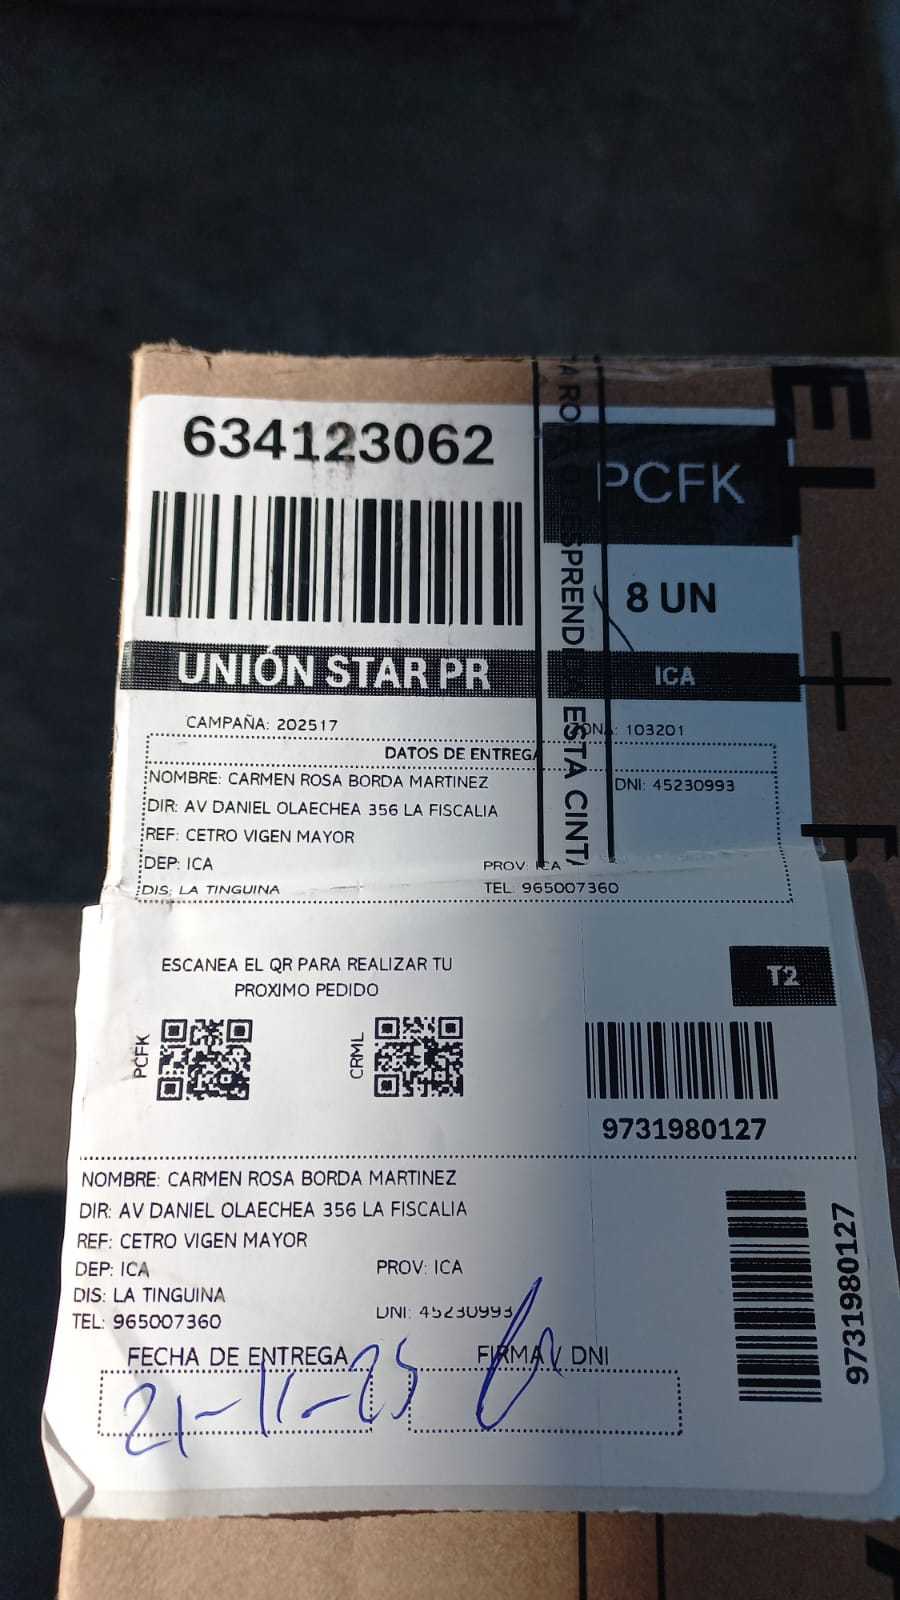 634123062
PCFK
8 UN
UNIÓN STAR PR
ICA
CAMPAÑA: 202517
ZONA: 103201
DATOS DE ENTREGA
NOMBRE: CARMEN ROSA BORDA MARTINEZ
DNI: 45230993
DIR: AV DANIEL OLAECHEA 356 LA FISCALIA
REF: CETRO VIGEN MAYOR
DEP: ICA
PROV: ICA
DIS: LA TINGUINA
TEL: 965007360
ESTA CINTA
ESCANEA EL QR PARA REALIZAR TU
PROXIMO PEDIDO
T2
PCFK
CRML
9731980127
NOMBRE: CARMEN ROSA BORDA MARTINEZ
DIR: AV DANIEL OLAECHEA 356 LA FISCALIA
REF: CETRO VIGEN MAYOR
DEP: ICA
PROV: ICA
DIS: LA TINGUINA
DNI: 45230993
TEL: 965007360
9731980127
FECHA DE ENTREGA
FIRMA / DNI
21-11-25